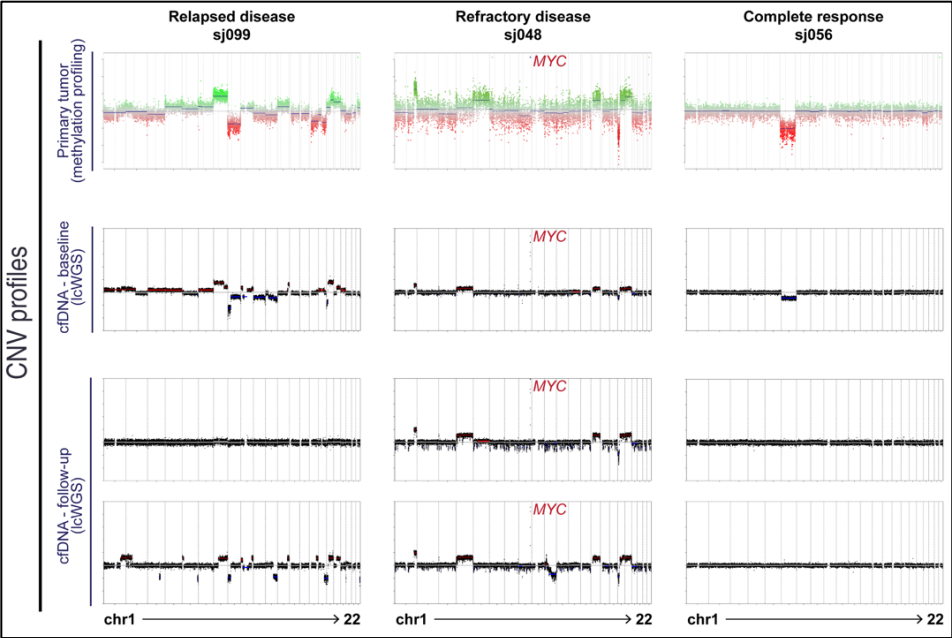 Relapsed disease
sj099
Refractory disease
sj048
Complete response
sj056
CNV profiles
Primary tumor
(methylation profiling)
MYC
cfDNA - baseline
(lcWGS)
MYC
cfDNA - follow-up
(lcWGS)
MYC
MYC
chr1 22
chr1 22
chr1 22